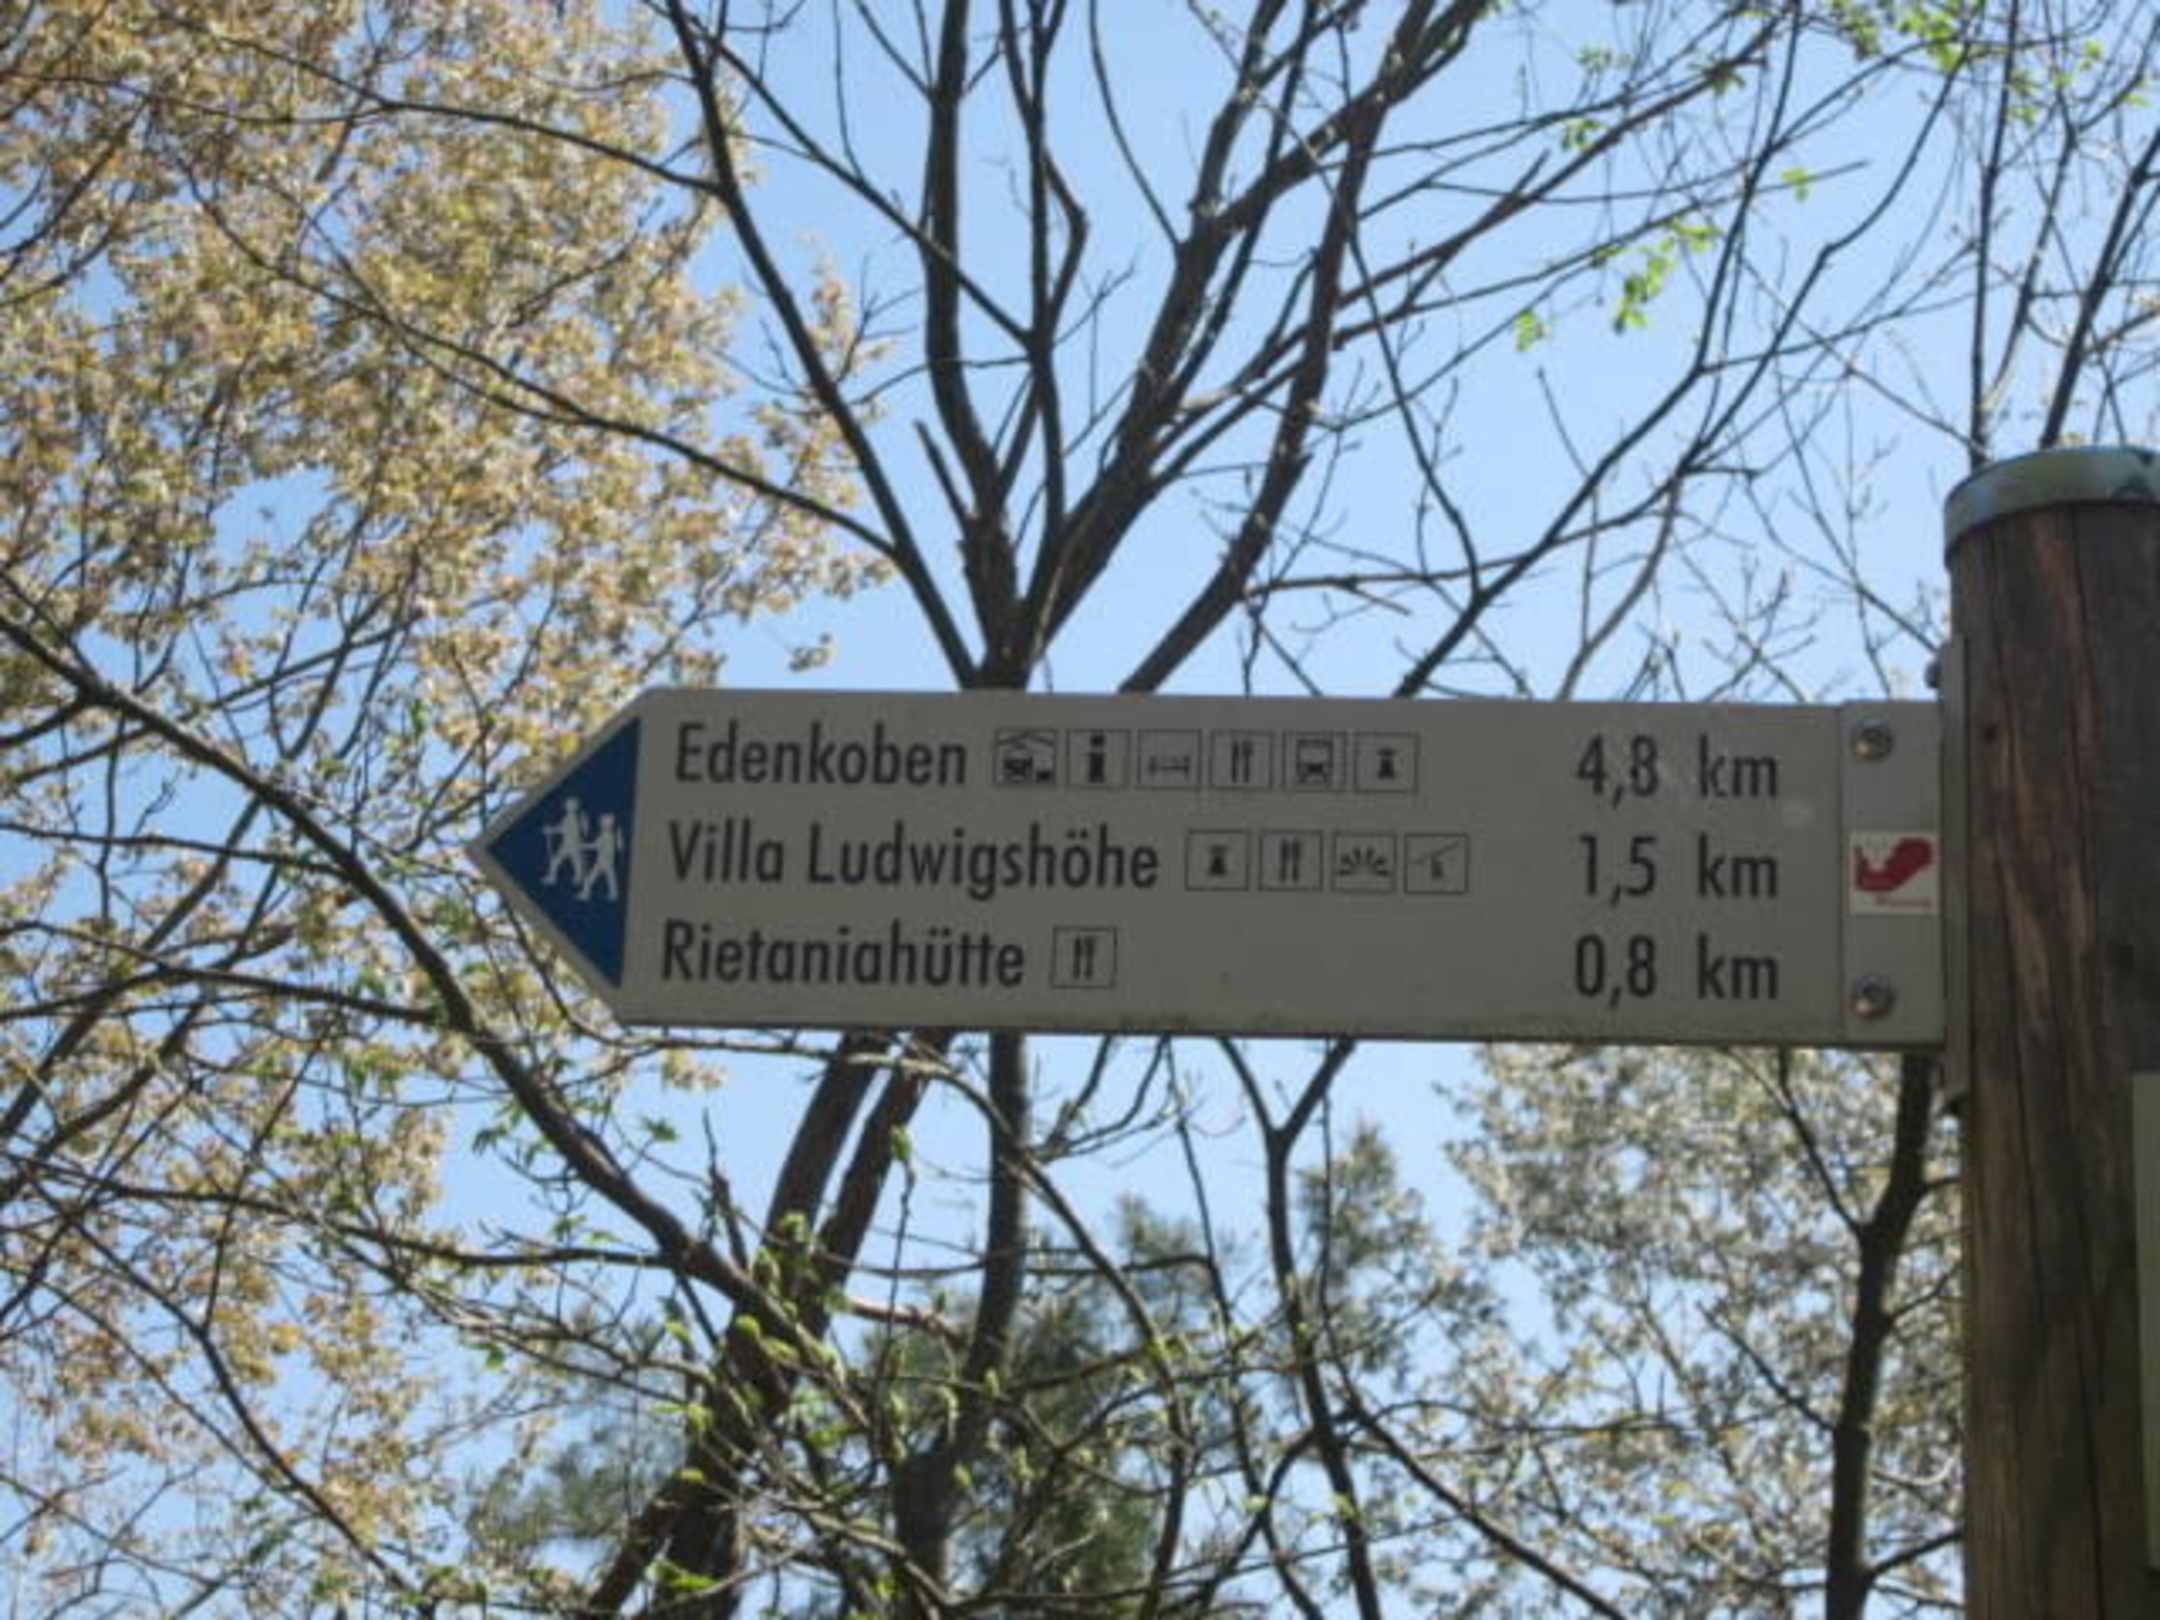 Edenkoben 4,8 km
Villa Ludwigshöhe 1,5 km
Rietaniahütte 0,8 km